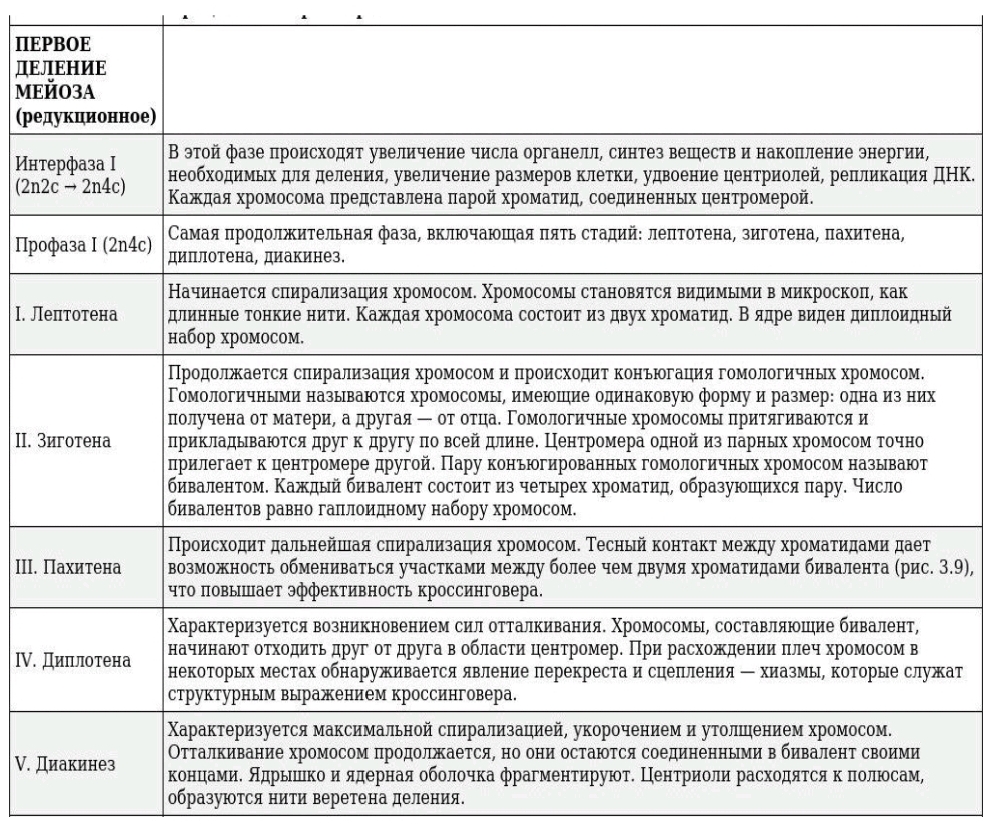 ПЕРВОЕ
ДЕЛЕНИЕ
МЕЙОЗА
(редукционное)
Интерфаза I
(2n2c → 2n4c)
В этой фазе происходят увеличение числа органелл, синтез веществ и накопление энергии,
необходимых для деления, увеличение размеров клетки, удвоение центриолей, репликация ДНК.
Каждая хромосома представлена парой хроматид, соединенных центромерой.
Профаза I (2n4c)
Самая продолжительная фаза, включающая пять стадий: лептотена, зиготена, пахитена,
диплотена, диакинез.
I. Лептотена
Начинается спирализация хромосом. Хромосомы становятся видимыми в микроскоп, как
длинные тонкие нити. Каждая хромосома состоит из двух хроматид. В ядре виден диплоидный
набор хромосом.
II. Зиготена
Продолжается спирализация хромосом и происходит конъюгация гомологичных хромосом.
Гомологичными называются хромосомы, имеющие одинаковую форму и размер: одна из них
получена от матери, а другая — от отца. Гомологичные хромосомы притягиваются и
прикладываются друг к другу по всей длине. Центромера одной из парных хромосом точно
прилегает к центромере другой. Пару конъюгированных гомологичных хромосом называют
бивалентом. Каждый бивалент состоит из четырех хроматид, образующихся пару. Число
бивалентов равно гаплоидному набору хромосом.
III. Пахитена
Происходит дальнейшая спирализация хромосом. Тесный контакт между хроматидами дает
возможность обмениваться участками между более чем двумя хроматидами бивалента (рис. 3.9),
что повышает эффективность кроссинговера.
IV. Диплотена
Характеризуется возникновением сил отталкивания. Хромосомы, составляющие бивалент,
начинают отходить друг от друга в области центромер. При расхождении плеч хромосом в
некоторых местах обнаруживается явление перекреста и сцепления — хиазмы, которые служат
структурным выражением кроссинговера.
V. Диакинез
Характеризуется максимальной спирализацией, укорочением и утолщением хромосом.
Отталкивание хромосом продолжается, но они остаются соединенными в бивалент своими
концами. Ядрышко и ядерная оболочка фрагментируют. Центриоли расходятся к полюсам,
образуются нити веретена деления.